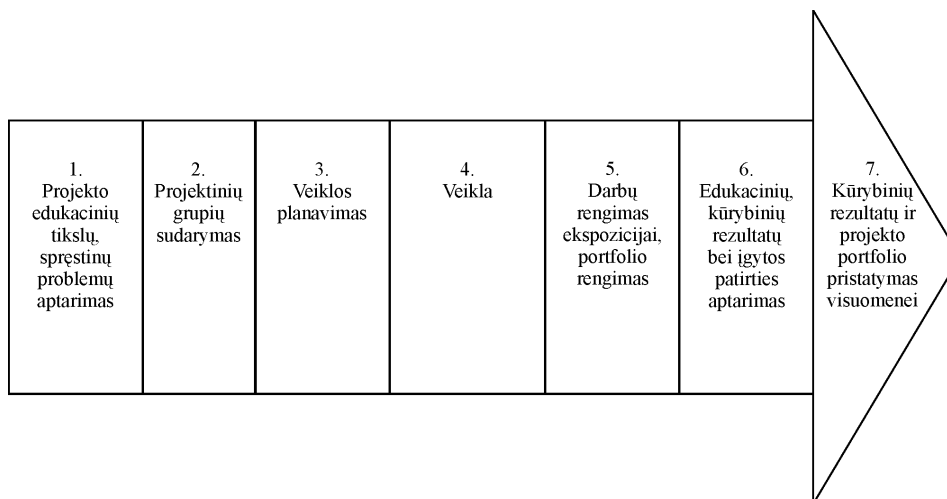 1.
Projekto
edukacinių
tikslų,
spręstinų
problemų
aptarimas
2.
Projektinių
grupių
sudarymas
3.
Veiklos
planavimas
4.
Veikla
5.
Darbų
rengimas
ekspozicijai,
portfolio
rengimas
6.
Edukacinių,
kūrybinių
rezultatų
bei įgytos
patirties
aptarimas
7.
Kūrybinių
rezultatų ir
projekto
portfolio
pristatymas
visuomenei